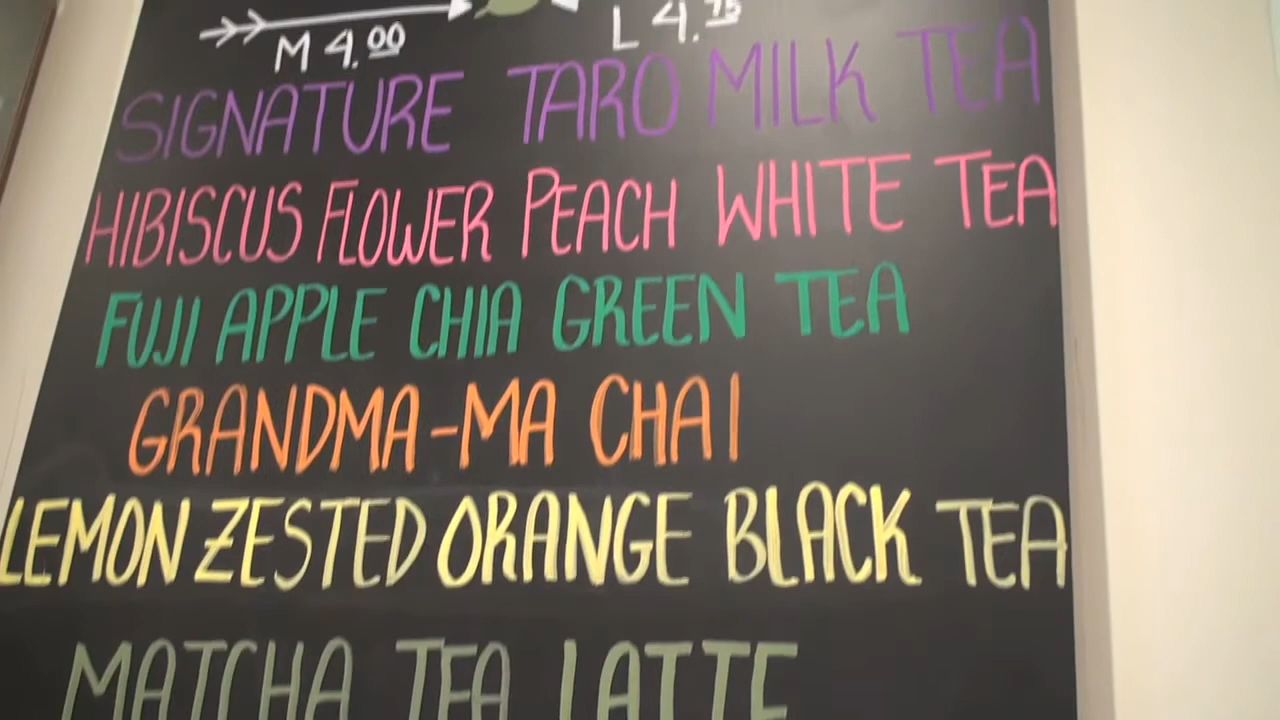 M 4.00 L 4.75
SIGNATURE TARO MILK TEA
HIBISCUS FLOWER PEACH WHITE TEA
FUJI APPLE CHIA GREEN TEA
GRANDMA-MA CHAI
LEMON ZESTED ORANGE BLACK TEA
MATCHA TEA LATTE